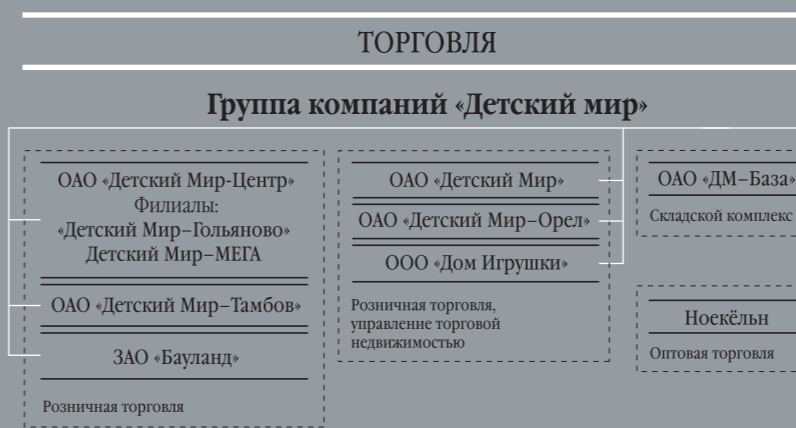 ТОРГОВЛЯ
Группа компаний «Детский мир»
ОАО «Детский Мир-Центр»
Филиалы:
«Детский Мир–Гольяново»
Детский Мир–МЕГА
ОАО «Детский Мир–Тамбов»
ЗАО «Бауланд»
Розничная торговля
ОАО «Детский Мир»
ОАО «Детский Мир–Орел»
ООО «Дом Игрушки»
Розничная торговля,
управление торговой
недвижимостью
ОАО «ДМ–База»
Складской комплекс
Ноекёльн
Оптовая торговля